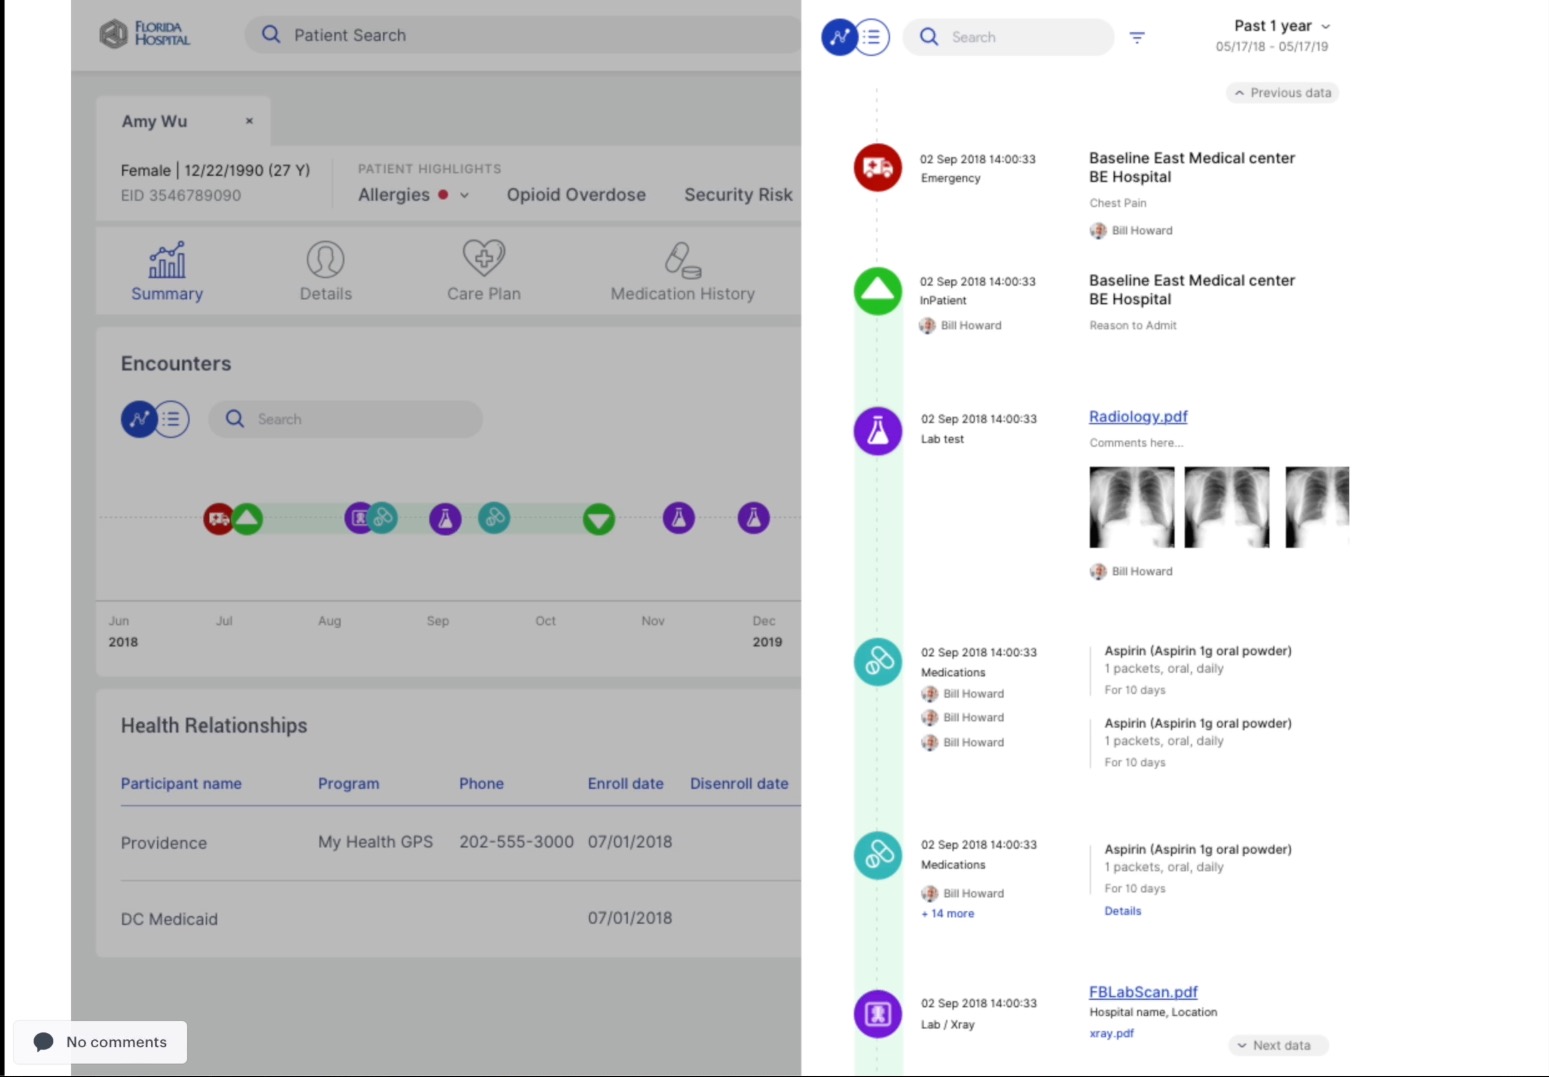 FLORIDA
HOSPITAL
Patient Search
Amy Wu ×
Female | 12/22/1990 (27 Y)
EID 3546789090
PATIENT HIGHLIGHTS
Allergies
Opioid Overdose
Security Risk
Summary
Details
Care Plan
Medication History
Encounters
Search
Jun Jul Aug Sep Oct Nov Dec
2018 2019
Health Relationships
Participant name Program Phone Enroll date Disenroll date
Providence My Health GPS 202-555-3000 07/01/2018
DC Medicaid 07/01/2018
No comments
Search
Past 1 year
05/17/18 - 05/17/19
Previous data
02 Sep 2018 14:00:33
Emergency
Baseline East Medical center
BE Hospital
Chest Pain
Bill Howard
02 Sep 2018 14:00:33
InPatient
Bill Howard
Baseline East Medical center
BE Hospital
Reason to Admit
02 Sep 2018 14:00:33
Lab test
Radiology.pdf
Comments here...
Bill Howard
02 Sep 2018 14:00:33
Medications
Bill Howard
Bill Howard
Bill Howard
Aspirin (Aspirin 1g oral powder)
1 packets, oral, daily
For 10 days
Aspirin (Aspirin 1g oral powder)
1 packets, oral, daily
For 10 days
02 Sep 2018 14:00:33
Medications
Bill Howard
+ 14 more
Aspirin (Aspirin 1g oral powder)
1 packets, oral, daily
For 10 days
Details
02 Sep 2018 14:00:33
Lab / Xray
FBLabScan.pdf
Hospital name, Location
xray.pdf
Next data